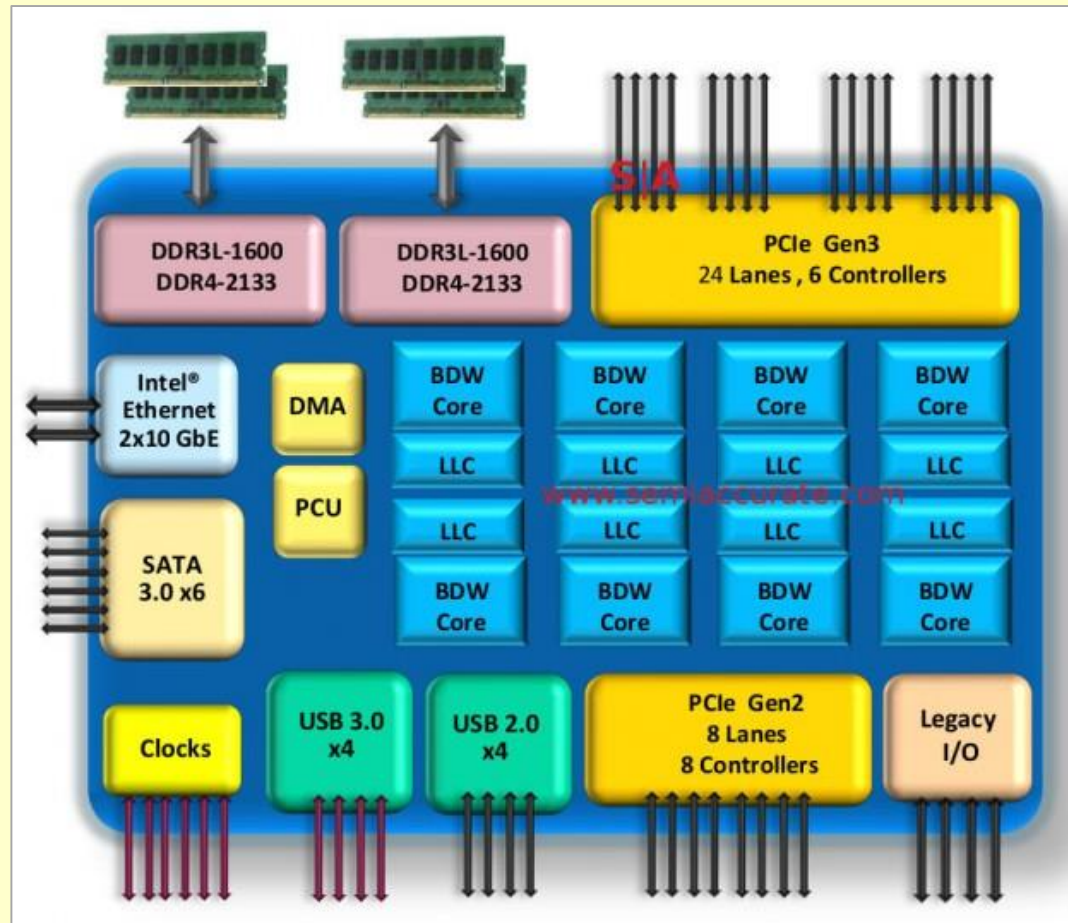 S|A
DDR3L-1600
DDR4-2133
DDR3L-1600
DDR4-2133
PCIe Gen3
24 Lanes , 6 Controllers
Intel®
Ethernet
2x10 GbE
DMA
PCU
BDW
Core
BDW
Core
BDW
Core
BDW
Core
LLC
LLC
LLC
LLC
www.semiaccurate.com
LLC
LLC
LLC
LLC
BDW
Core
BDW
Core
BDW
Core
BDW
Core
SATA
3.0 x6
Clocks
USB 3.0
x4
USB 2.0
x4
PCIe Gen2
8 Lanes
8 Controllers
Legacy
I/O